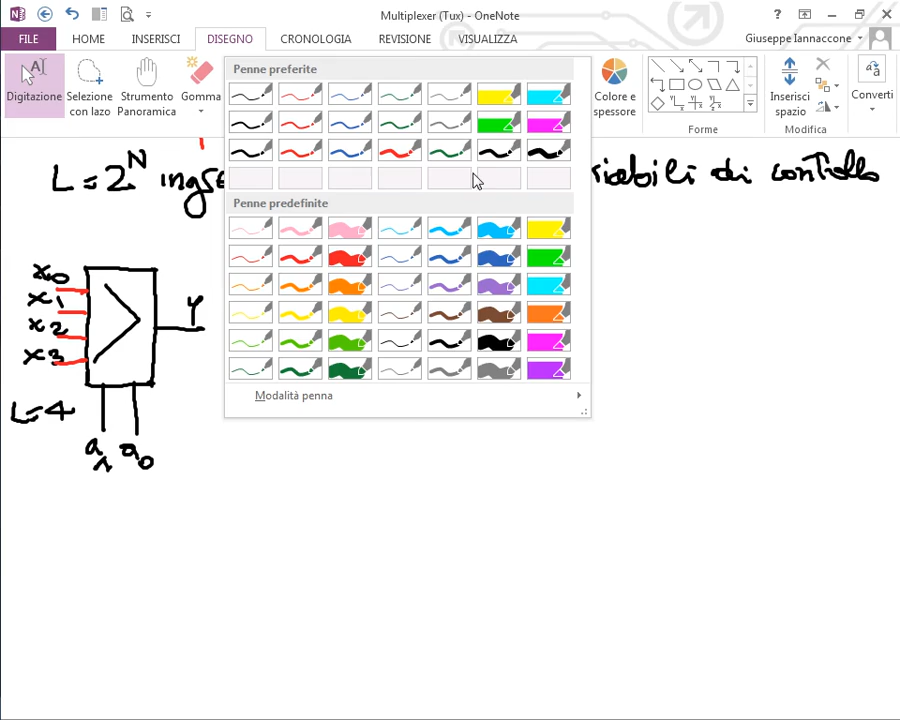 Multiplexer (Tux) - OneNote
FILE HOME INSERISCI DISEGNO CRONOLOGIA REVISIONE VISUALIZZA Giuseppe Iannaccone
Digitazione
Selezione con lazo
Strumento Panoramica
Gomma
Colore e spessore
Forme
Inserisci spazio
Modifica
Converti
Penne preferite
Penne predefinite
Modalità penna
L=2^N ingre
riabili di controllo
x0
x1
x2
x3
Y
L=4
a1 a0